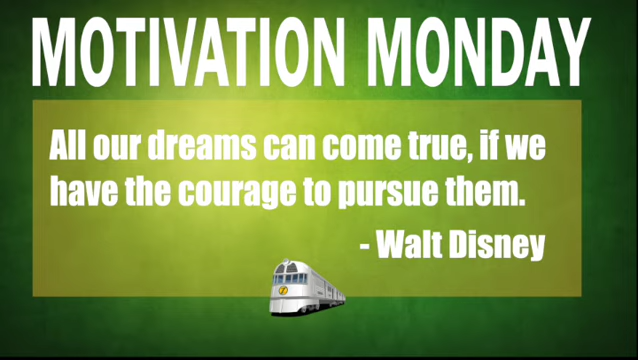 MOTIVATION MONDAY
All our dreams can come true, if we
have the courage to pursue them.
- Walt Disney